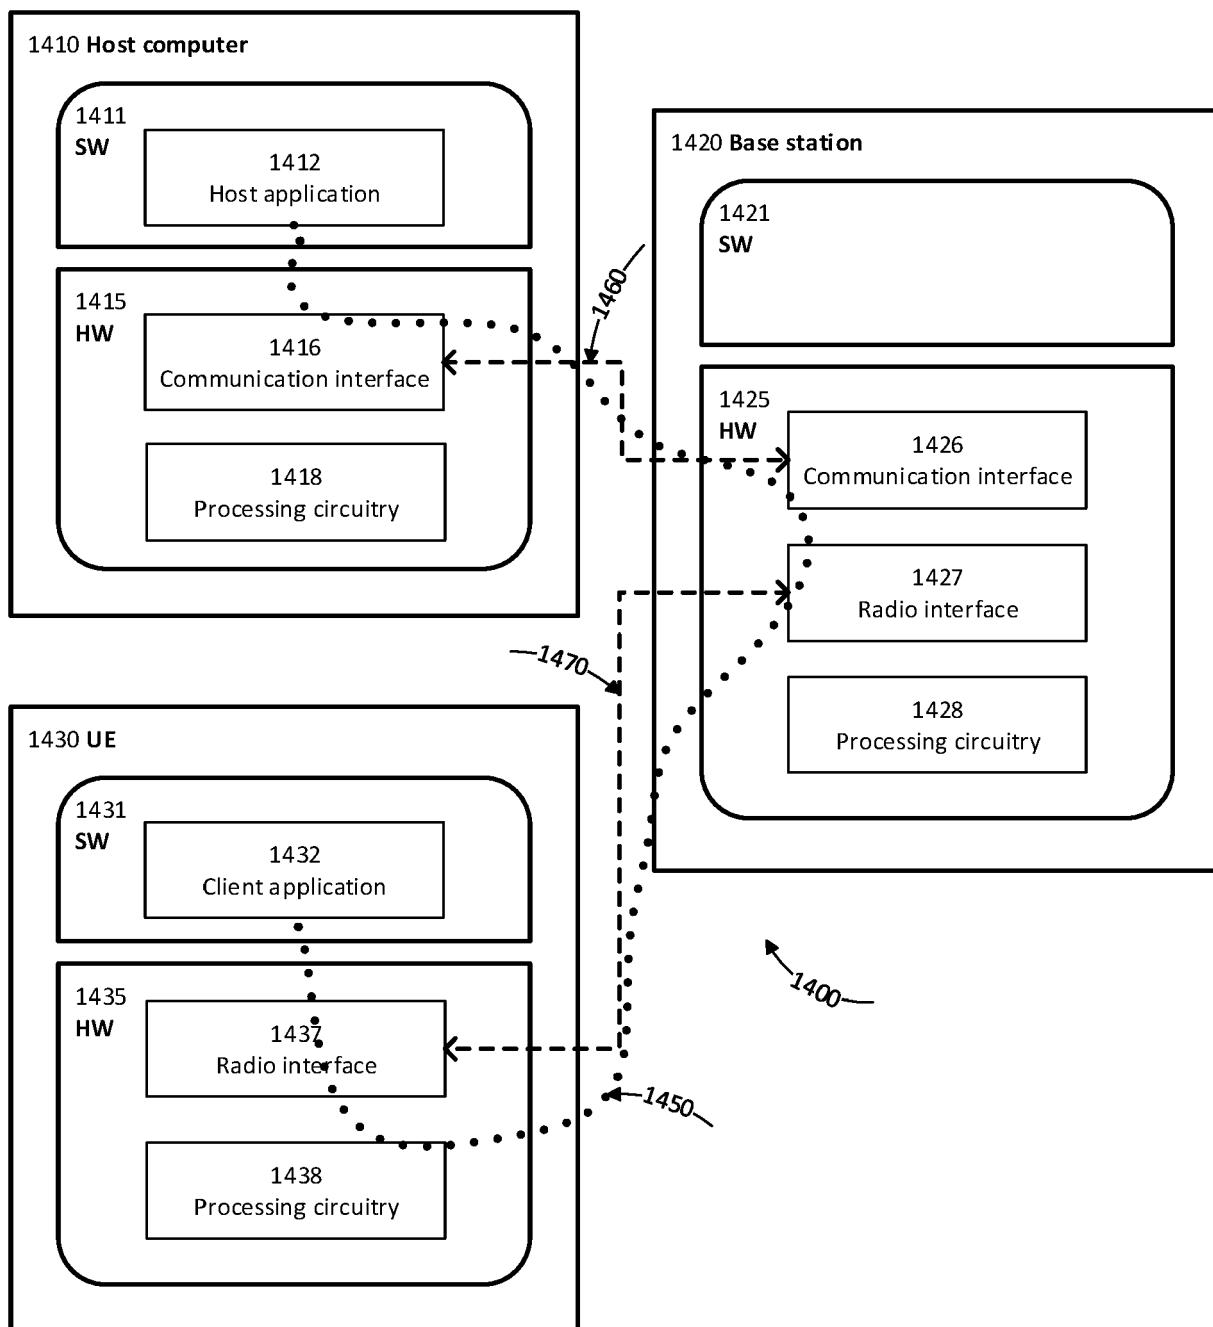 1410 Host computer
1411
SW
1412
Host application
1415
HW
1416
Communication interface
1418
Processing circuitry
1460
1420 Base station
1421
SW
1425
HW
1426
Communication interface
1427
Radio interface
1428
Processing circuitry
1470
1430 UE
1431
SW
1432
Client application
1435
HW
1437
Radio interface
1438
Processing circuitry
1400
1450